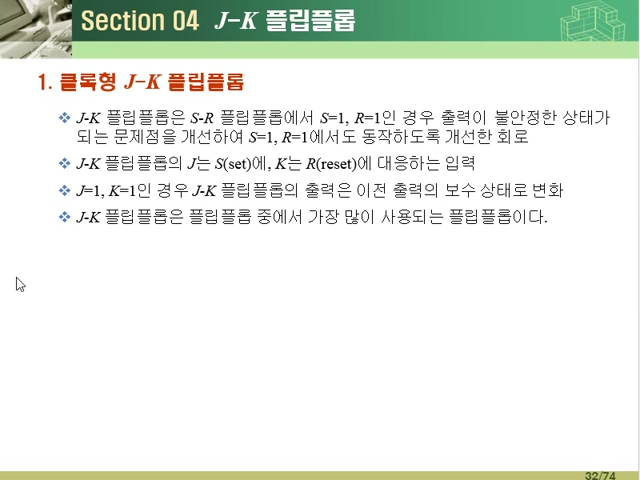 Section 04 J-K 플립플롭
1. 클록형 J-K 플립플롭
J-K 플립플롭은 S-R 플립플롭에서 S=1, R=1인 경우 출력이 불안정한 상태가
되는 문제점을 개선하여 S=1, R=1에서도 동작하도록 개선한 회로
J-K 플립플롭의 J는 S(set)에, K는 R(reset)에 대응하는 입력
J=1, K=1인 경우 J-K 플립플롭의 출력은 이전 출력의 보수 상태로 변화
J-K 플립플롭은 플립플롭 중에서 가장 많이 사용되는 플립플롭이다.
32/74